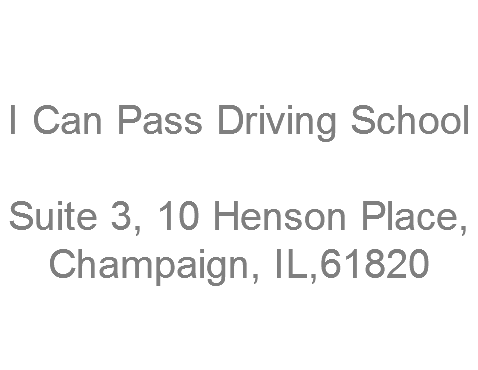 I Can Pass Driving School
Suite 3, 10 Henson Place,
Champaign, IL,61820